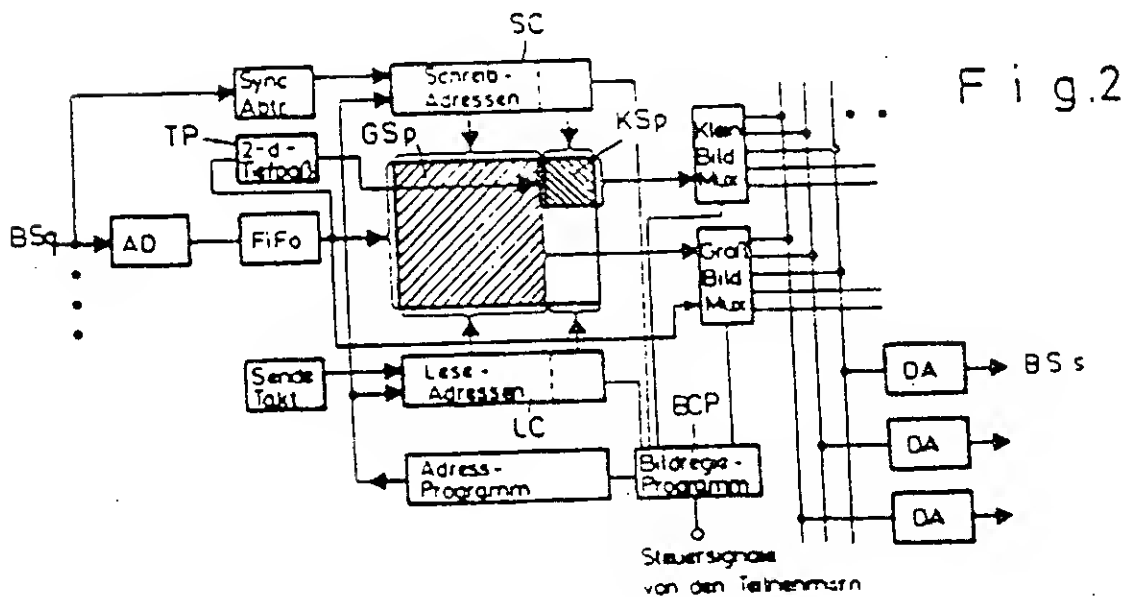 SC
Fig.2
Sync
Abtr.
Schreib-
Adressen
TP
GSp
KSp
2-d-
Tiefpaß
Klein
Bild
Mux
BSq
AD
FiFo
Groß
Bild
Mux
Sende
Takt
Lese-
Adressen
LC
BCP
DA
BSs
Adress-
Programm
Bildregie-
Programm
DA
DA
Steuersignale
von den Teilnehmern